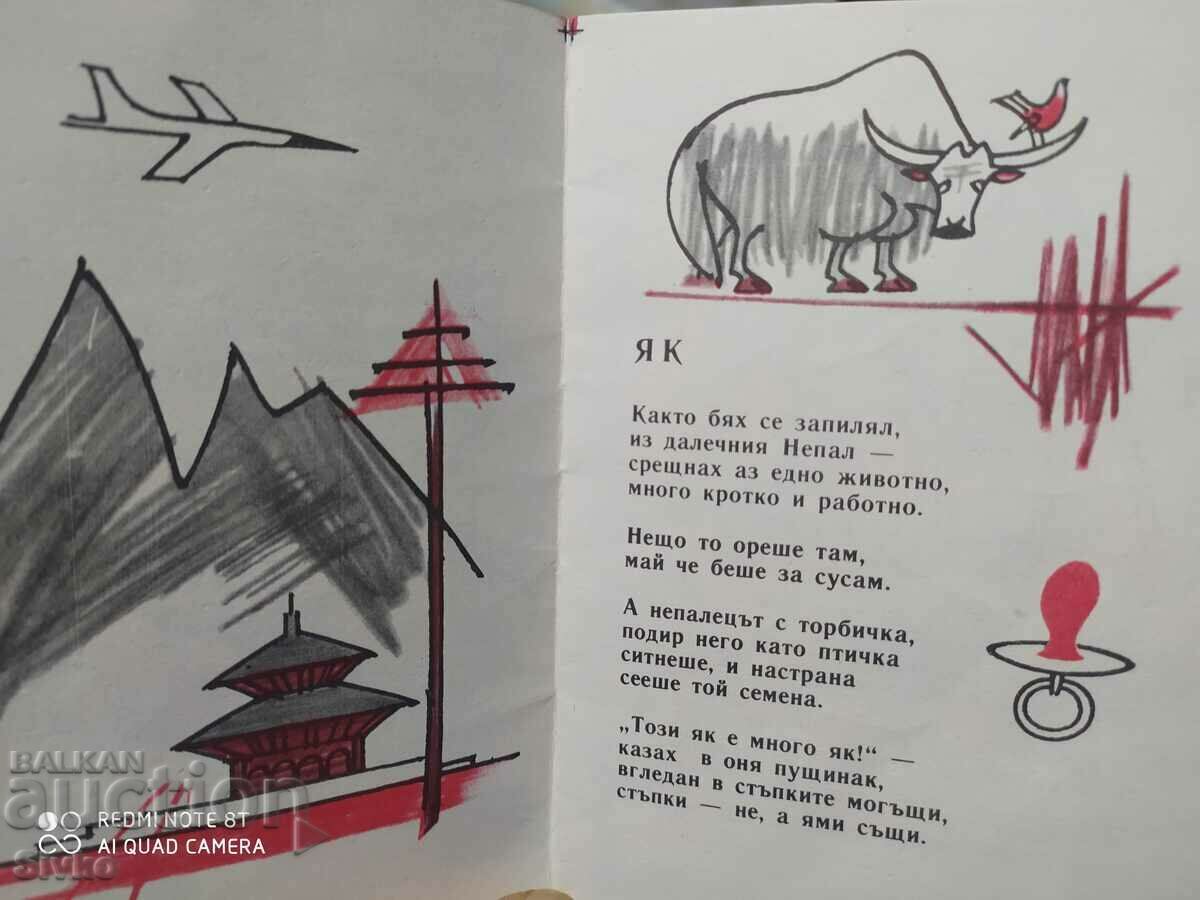 ЯК
Както бях се запилял,
из далечния Непал —
срещнах аз едно животно,
много кротко и работно.
Нещо то ореше там,
май че беше за сусам.
А непалецът с торбичка,
подир него като птичка
ситнеше, и настрана
сееше той семена.
„Този як е много як!“ —
казах в оня пущинак,
вгледан в стъпките могъщи,
стъпки — не, а ями същи.
BALKAN
auction
REDMI NOTE 8T
AI QUAD CAMERA
Sivko